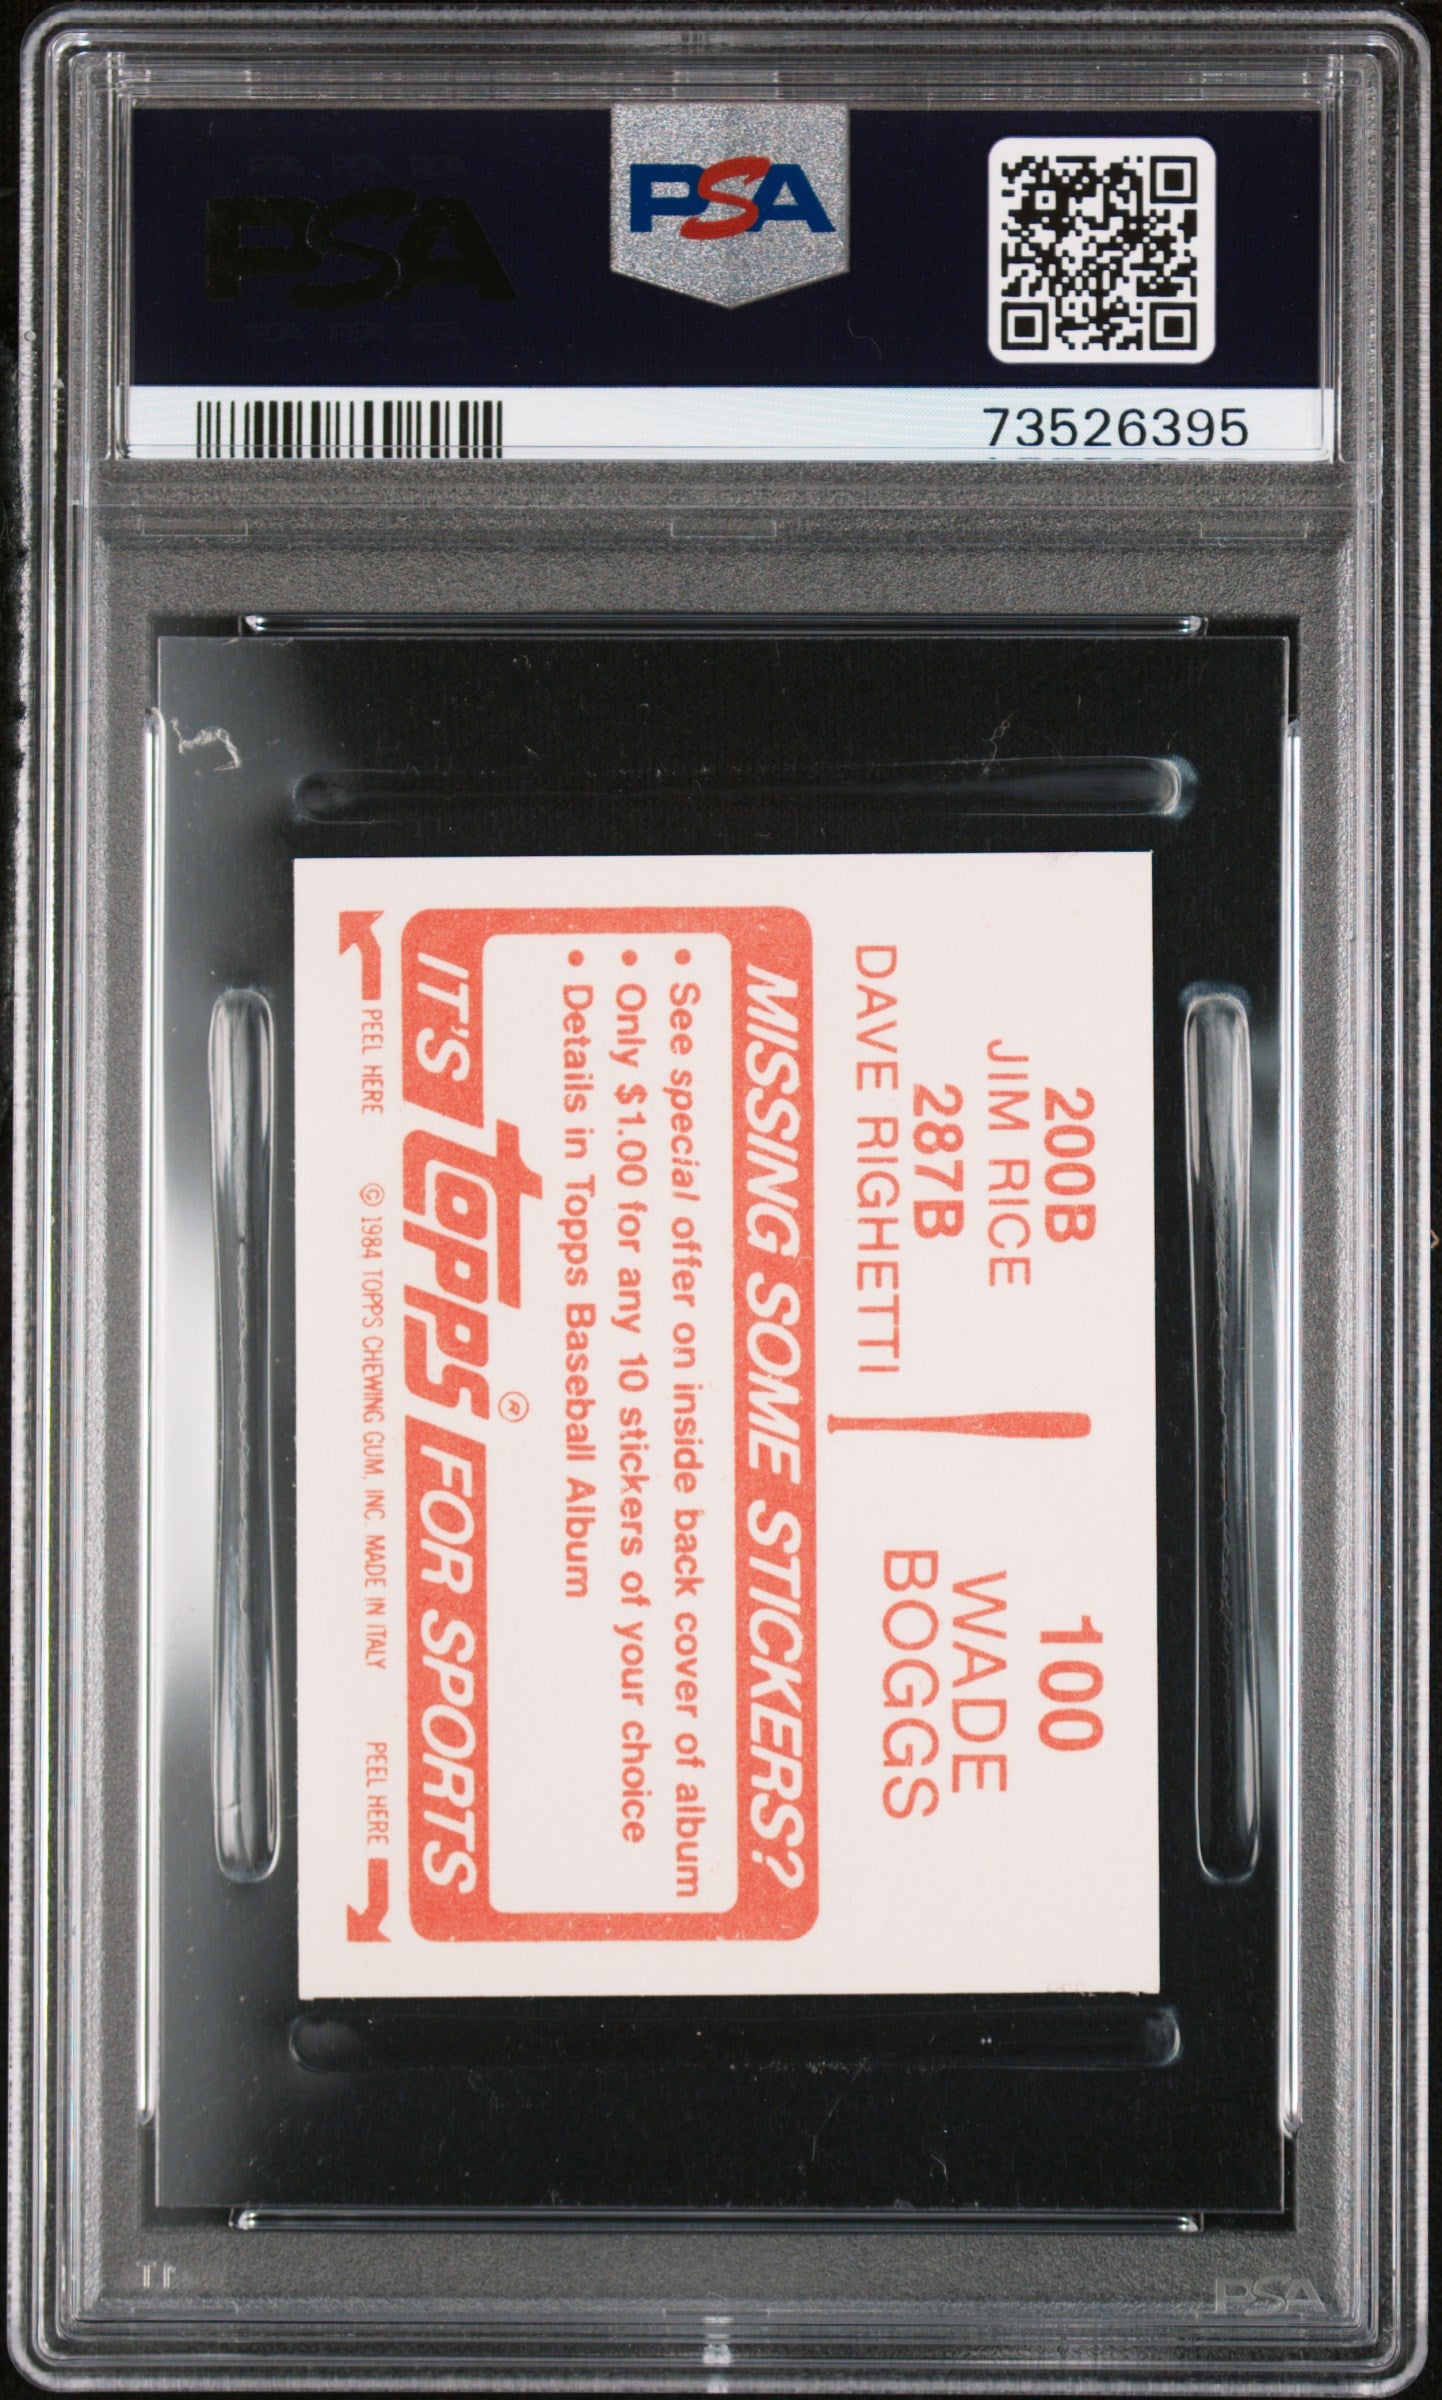 PSA
PSA
73526395
200B
JIM RICE
287B
DAVE RIGHETTI
100
WADE
BOGGS
MISSING SOME STICKERS?
• See special offer on inside back cover of album
• Only $1.00 for any 10 stickers of your choice
• Details in Topps Baseball Album
IT'S TOPPS® FOR SPORTS
PEEL HERE © 1984 TOPPS CHEWING GUM, INC. MADE IN ITALY PEEL HERE
PSA